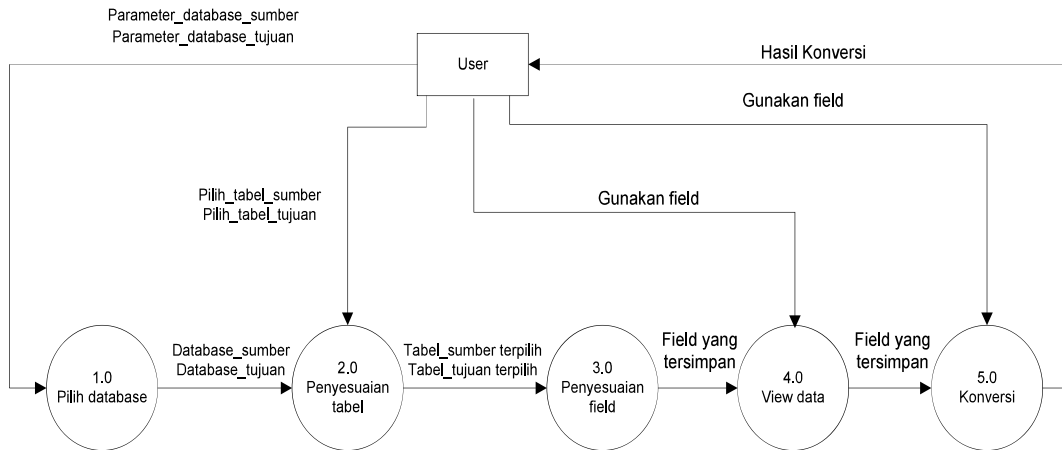 Parameter_database_sumber
Parameter_database_tujuan
User
Hasil Konversi
Gunakan field
Pilih_tabel_sumber
Pilih_tabel_tujuan
Gunakan field
1.0
Pilih database
Database_sumber
Database_tujuan
2.0
Penyesuaian
tabel
Tabel_sumber terpilih
Tabel_tujuan terpilih
3.0
Penyesuaian
field
Field yang
tersimpan
4.0
View data
Field yang
tersimpan
5.0
Konversi